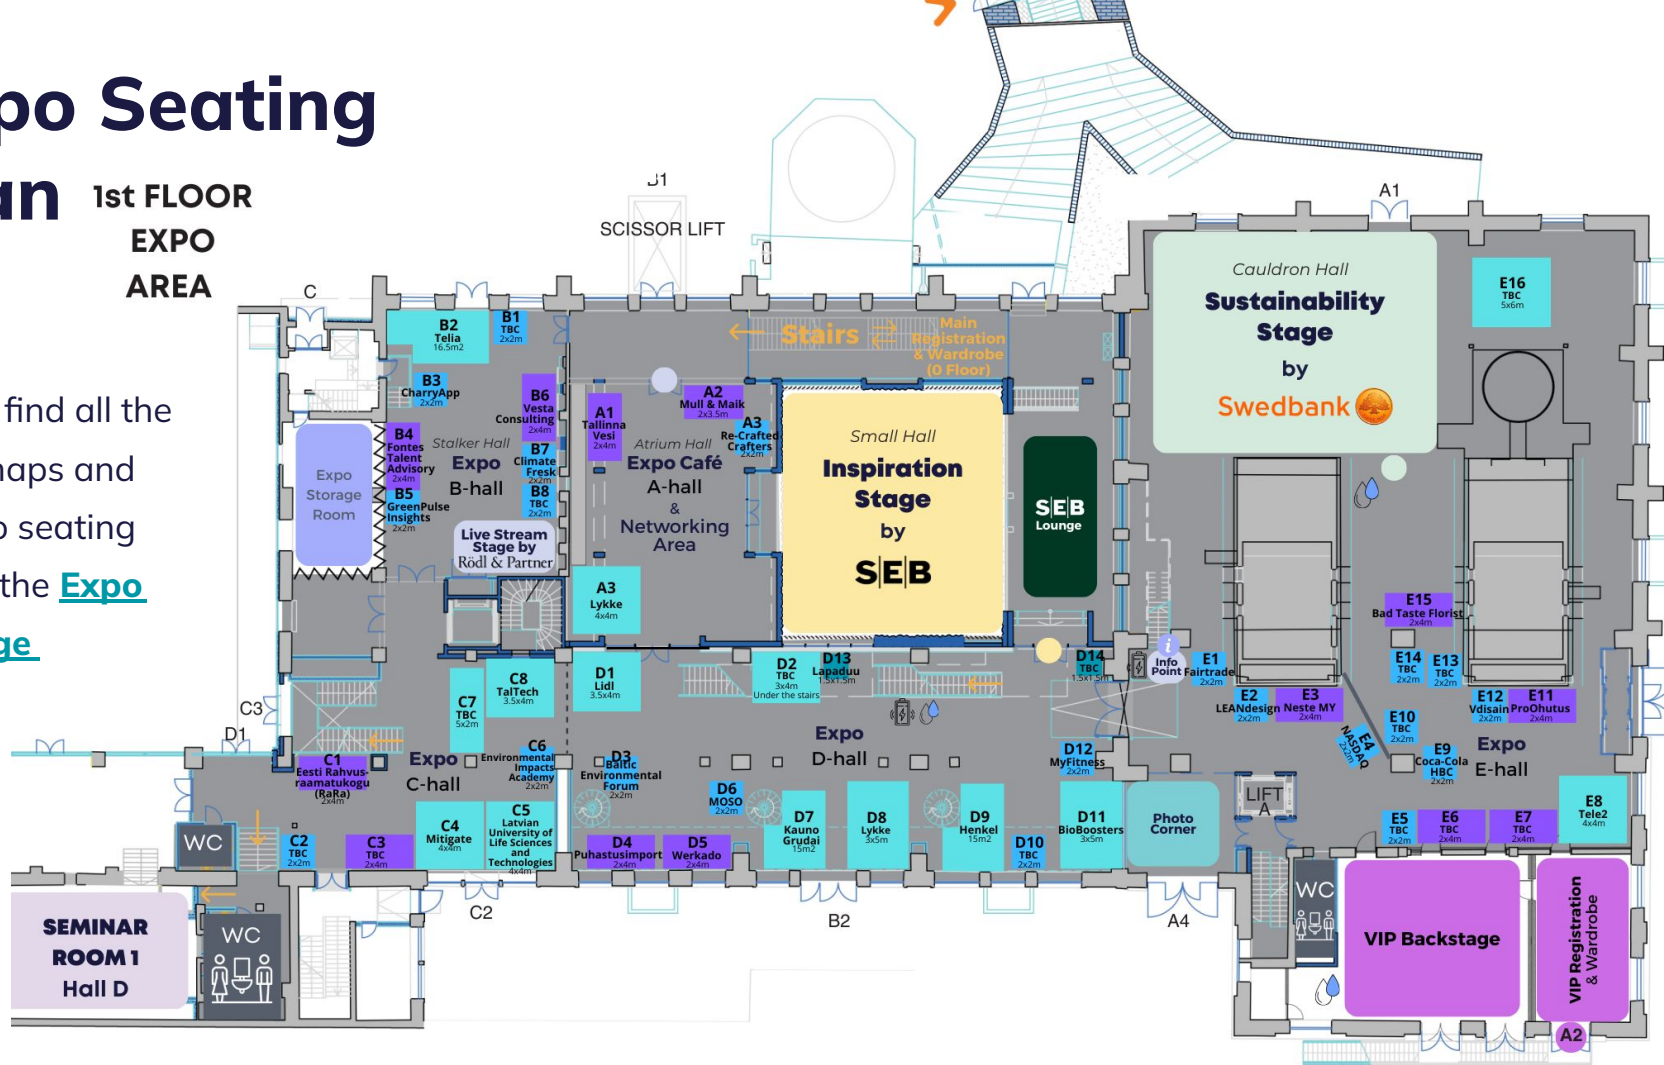 po Seating
an
1st FLOOR
EXPO
AREA
find all the
naps and
o seating
the Expo
ge
C
SCISSOR LIFT
A1
B2
Telia
16.5m2
B1
TBC
2x2m
B3
CharryApp
2x2m
B4
Fontes
Talent
Advisory
2x4m
B5
GreenPulse
Insights
2x2m
Stalker Hall
Expo
B-hall
B6
Vesta
Consulting
2x4m
B7
Climate
Fresk
2x2m
B8
TBC
2x2m
Expo
Storage
Room
Live Stream
Stage by
Rödl & Partner
A1
Tallinna
Vesi
2x4m
A2
Mull & Maik
2x3.5m
A3
Re-Crafted
Crafters
2x2m
Atrium Hall
Expo Café
A-hall
&
Networking
Area
A3
Lykke
4x4m
Stairs
Main
Registration
& Wardrobe
(0 Floor)
Small Hall
Inspiration
Stage
by
S|E|B
S|E|B
Lounge
Cauldron Hall
Sustainability
Stage
by
Swedbank
E16
TBC
5x6m
E15
Bad Taste Florist
2x4m
E14
TBC
2x2m
E13
TBC
2x2m
E12
Vdisain
2x2m
E11
ProOhutus
2x4m
i
Info
Point
E1
Fairtrade
2x2m
E2
LEANdesign
2x2m
E3
Neste MY
2x4m
E4
NASDAQ
2x2m
E10
TBC
2x2m
E9
Coca-Cola
HBC
2x2m
Expo
E-hall
E5
TBC
2x2m
E6
TBC
2x4m
E7
TBC
2x4m
E8
Tele2
4x4m
C3
D1
C7
TBC
5x2m
C8
TalTech
3.5x4m
C1
Eesti Rahvus-
raamatukogu
(RaRa)
2x4m
Expo
C-hall
C6
Environmental
Impacts
Academy
2x2m
C2
TBC
2x2m
C3
TBC
2x4m
C4
Mitigate
4x4m
C5
Latvian
University of
Life Sciences
and
Technologies
4x4m
D1
Lidl
3.5x4m
D2
TBC
3x4m
Under the stairs
D13
Lapaduu
1.5x1.5m
D14
TBC
1.5x1.5m
D3
Baltic
Environmental
Forum
2x2m
Expo
D-hall
D12
MyFitness
2x2m
D6
MOSO
2x2m
D4
Puhastusimport
2x4m
D5
Werkado
2x4m
D7
Kauno
Grudai
15m2
D8
Lykke
3x5m
D9
Henkel
15m2
D10
TBC
2x2m
D11
BioBoosters
3x5m
Photo
Corner
LIFT
A
WC
SEMINAR
ROOM 1
Hall D
WC
C2
B2
A4
WC
VIP Backstage
VIP Registration
& Wardrobe
A2